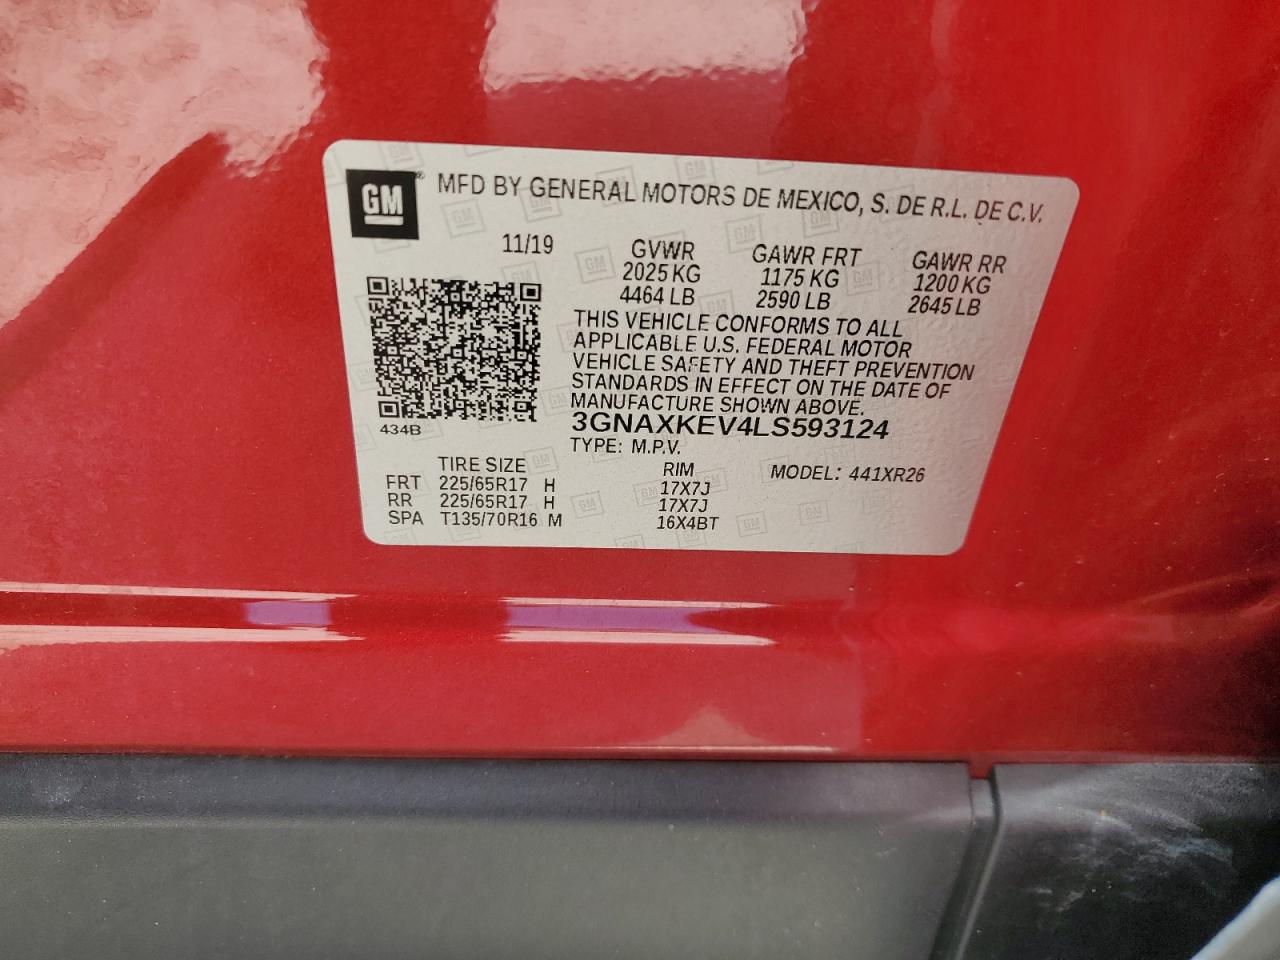 GM
MFD BY GENERAL MOTORS DE MEXICO, S. DE R.L. DE C.V.
11/19 GVWR GAWR FRT GAWR RR
2025 KG 1175 KG 1200 KG
4464 LB 2590 LB 2645 LB
THIS VEHICLE CONFORMS TO ALL
APPLICABLE U.S. FEDERAL MOTOR
VEHICLE SAFETY AND THEFT PREVENTION
STANDARDS IN EFFECT ON THE DATE OF
MANUFACTURE SHOWN ABOVE.
434B
3GNAXKEV4LS593124
TYPE: M.P.V.
TIRE SIZE RIM MODEL: 441XR26
FRT 225/65R17 H 17X7J
RR 225/65R17 H 17X7J
SPA T135/70R16 M 16X4BT